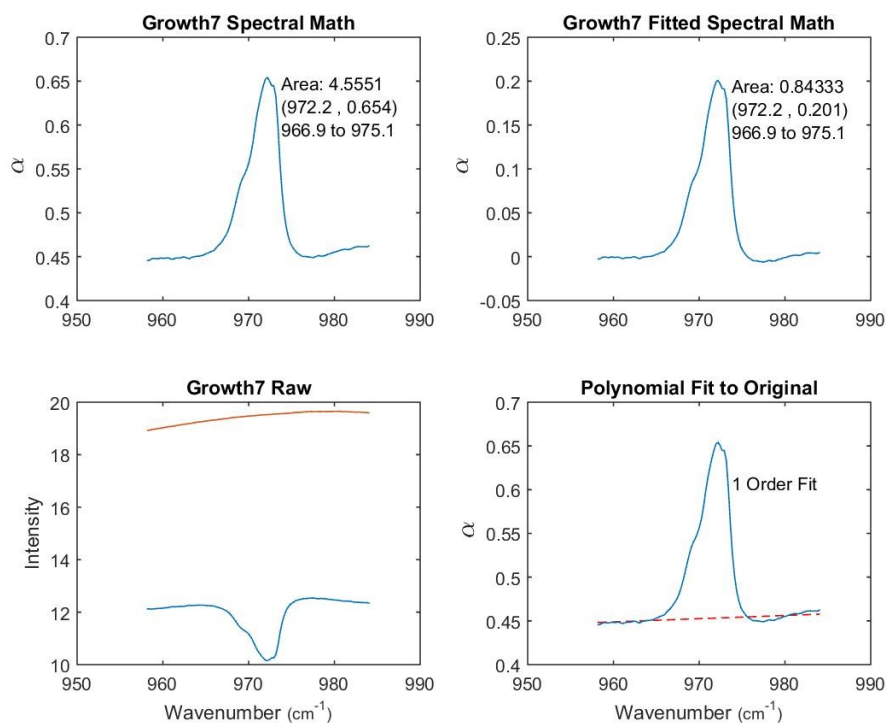 Growth7 Spectral Math
0.7
0.65
0.6
0.55
0.5
0.45
0.4
α
Area: 4.5551
(972.2 , 0.654)
966.9 to 975.1
950
960
970
980
990
Growth7 Fitted Spectral Math
0.25
0.2
0.15
0.1
0.05
0
-0.05
α
Area: 0.84333
(972.2 , 0.201)
966.9 to 975.1
950
960
970
980
990
Growth7 Raw
20
18
16
14
12
10
Intensity
950
960
970
980
990
Wavenumber (cm⁻¹)
Polynomial Fit to Original
0.7
0.65
0.6
0.55
0.5
0.45
0.4
α
1 Order Fit
950
960
970
980
990
Wavenumber (cm⁻¹)